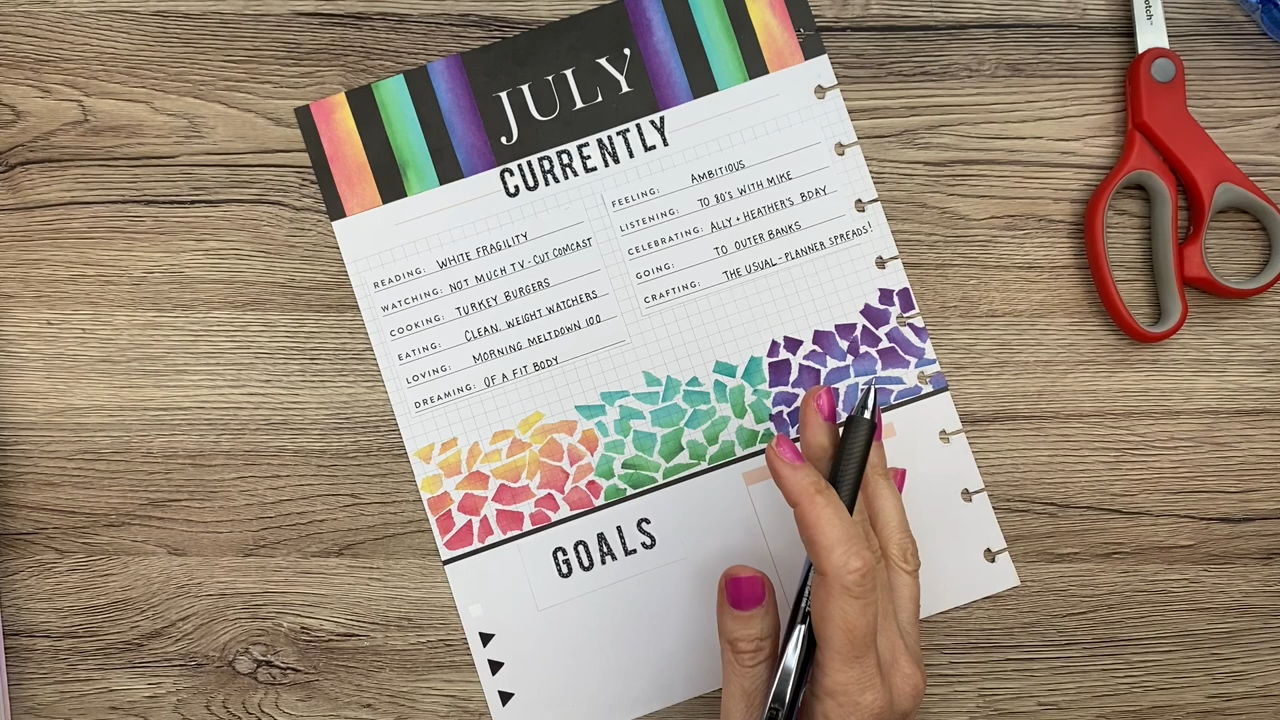 JULY
CURRENTLY
READING: WHITE FRAGILITY
WATCHING: NOT MUCH TV - CUT COMCAST
COOKING: TURKEY BURGERS
EATING: CLEAN, WEIGHT WATCHERS
LOVING: MORNING MELTDOWN 100
DREAMING: OF A FIT BODY
FEELING: AMBITIOUS
LISTENING: TO 80'S WITH MIKE
CELEBRATING: ALLY + HEATHER'S BDAY
GOING: TO OUTER BANKS
CRAFTING: THE USUAL - PLANNER SPREADS!
GOALS